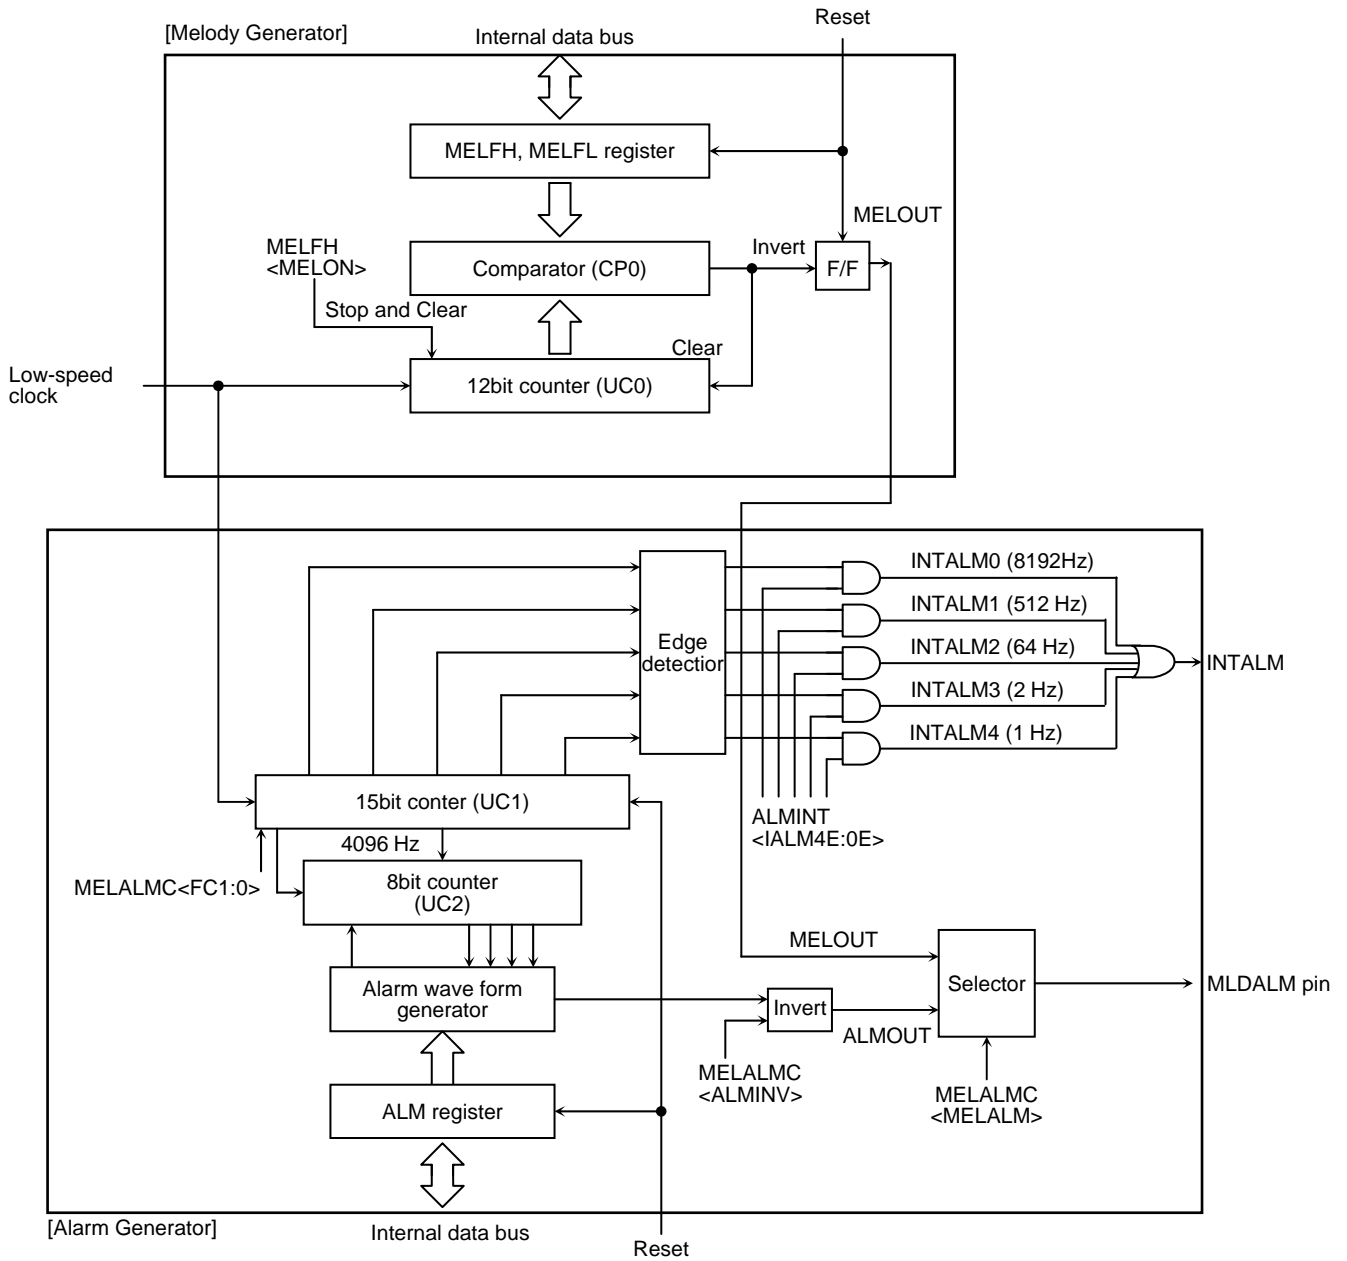 Reset
[Melody Generator]
Internal data bus
MELFH, MELFL register
MELOUT
MELFH
<MELON>
Invert
Comparator (CP0)
F/F
Stop and Clear
Clear
Low-speed
clock
12bit counter (UC0)
INTALM0 (8192Hz)
INTALM1 (512 Hz)
Edge
detection
INTALM2 (64 Hz)
INTALM
INTALM3 (2 Hz)
INTALM4 (1 Hz)
15bit conter (UC1)
ALMINT
<IALM4E:0E>
4096 Hz
MELALMC<FC1:0>
8bit counter
(UC2)
MELOUT
Selector
MLDALM pin
Alarm wave form
generator
Invert
ALMOUT
MELALMC
<ALMINV>
MELALMC
<MELALM>
ALM register
[Alarm Generator]
Internal data bus
Reset